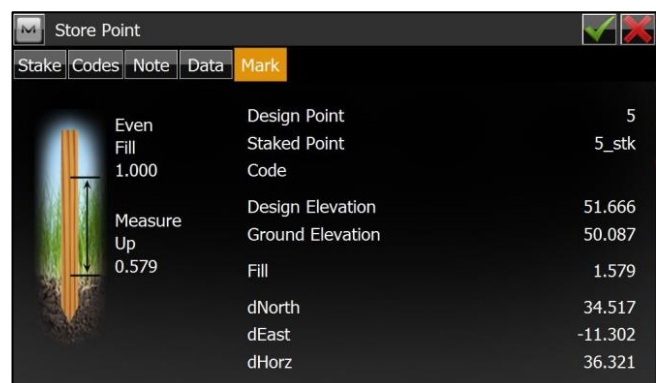 Store Point
Stake Codes Note Data Mark
Even
Fill
1.000
Measure
Up
0.579
Design Point 5
Staked Point 5_stk
Code
Design Elevation 51.666
Ground Elevation 50.087
Fill 1.579
dNorth 34.517
dEast -11.302
dHorz 36.321